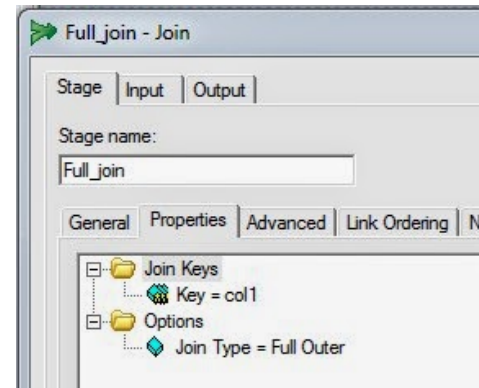 Full_join - Join
Stage Input Output
Stage name:
Full_join
General Properties Advanced Link Ordering N
Join Keys
Key = col1
Options
Join Type = Full Outer